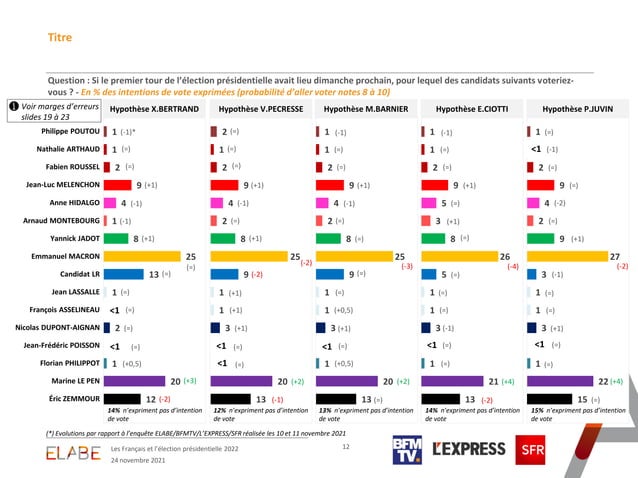 Titre
Question : Si le premier tour de l’élection présidentielle avait lieu dimanche prochain, pour lequel des candidats suivants voteriez-
vous ? - En % des intentions de vote exprimées (probabilité d’aller voter notes 8 à 10)
1 Voir marges d’erreurs
slides 19 à 23
Hypothèse X.BERTRAND Hypothèse V.PECRESSE Hypothèse M.BARNIER Hypothèse E.CIOTTI Hypothèse P.JUVIN
Philippe POUTOU 1 (-1)* 2 (=) 1 (-1) 1 (-1) 1 (=)
Nathalie ARTHAUD 1 (=) 1 (=) 1 (=) 1 (=) <1 (-1)
Fabien ROUSSEL 2 (=) 2 (=) 2 (=) 2 (=) 2 (=)
Jean-Luc MELENCHON 9 (+1) 9 (+1) 9 (+1) 9 (+1) 9 (=)
Anne HIDALGO 4 (-1) 4 (-1) 4 (-1) 5 (=) 4 (-2)
Arnaud MONTEBOURG 1 (-1) 2 (=) 2 (=) 3 (+1) 2 (=)
Yannick JADOT 8 (+1) 8 (+1) 8 (=) 8 (=) 9 (+1)
Emmanuel MACRON 25 (=) 25 (-2) 25 (-3) 26 (-4) 27 (-2)
Candidat LR 13 (=) 9 (-2) 9 (=) 5 (=) 3 (-1)
Jean LASSALLE 1 (=) 1 (+1) 1 (=) 1 (=) 1 (=)
François ASSELINEAU <1 (=) 1 (+1) 1 (+0,5) 1 (=) 1 (=)
Nicolas DUPONT-AIGNAN 2 (=) 3 (+1) 3 (+1) 3 (-1) 3 (+1)
Jean-Frédéric POISSON <1 (=) <1 (=) <1 (=) <1 (=) <1 (=)
Florian PHILIPPOT 1 (+0,5) <1 (=) 1 (+0,5) 1 (=) 1 (=)
Marine LE PEN 20 (+3) 20 (+2) 20 (+2) 21 (+4) 22 (+4)
Éric ZEMMOUR 12 (-2) 13 (-1) 13 (=) 13 (-2) 15 (=)
14% n’expriment pas d’intention de vote
12% n’expriment pas d’intention de vote
13% n’expriment pas d’intention de vote
14% n’expriment pas d’intention de vote
15% n’expriment pas d’intention de vote
(*) Evolutions par rapport à l’enquête ELABE/BFMTV/L’EXPRESS/SFR réalisée les 10 et 11 novembre 2021
ELABE
Les Français et l’élection présidentielle 2022
24 novembre 2021
12
BFM
TV.
L'EXPRESS
SFR